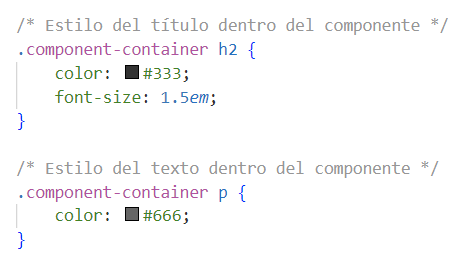 /* Estilo del título dentro del componente */
.component-container h2 {
    color: #333;
    font-size: 1.5em;
}

/* Estilo del texto dentro del componente */
.component-container p {
    color: #666;
}